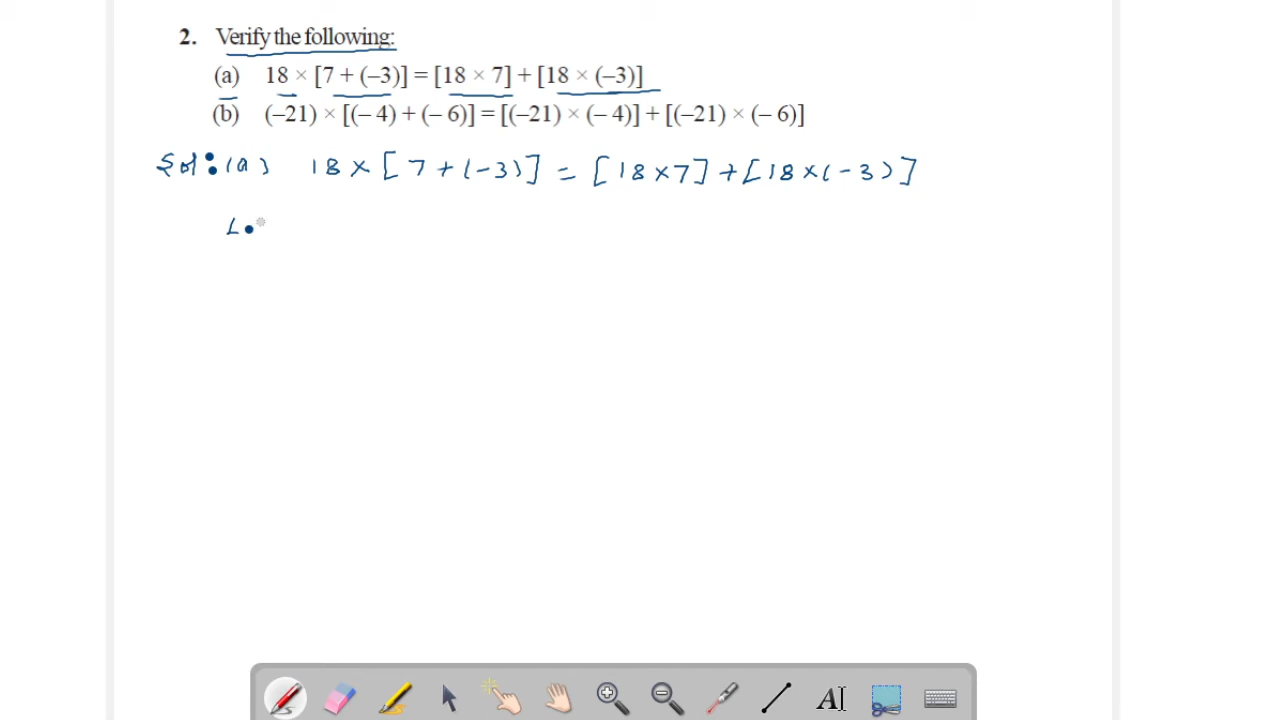 2. Verify the following:
(a) 18 × [7 + (–3)] = [18 × 7] + [18 × (–3)]
(b) (–21) × [(– 4) + (– 6)] = [(–21) × (– 4)] + [(–21) × (– 6)]
Sol: (a) 18 × [7 + (-3)] = [18 × 7] + [18 × (-3)]
L.